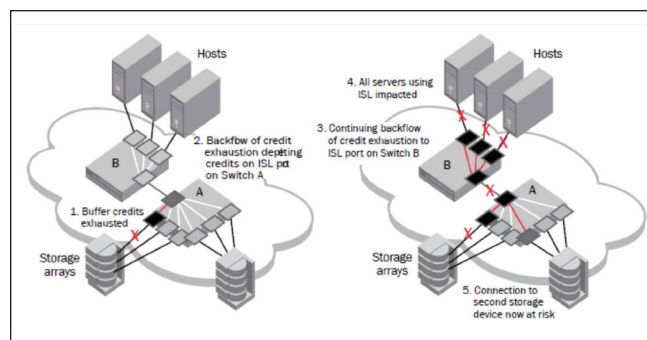 Hosts
2. Backflow of credit
exhaustion depleting
credits on ISL port
on Switch A
B
A
1. Buffer credits
exhausted
X
Storage
arrays
Hosts
4. All servers using
ISL impacted
X
X
X
3. Continuing backflow
of credit exhaustion to
ISL port on Switch B
B
X
A
X
Storage
arrays
5. Connection to
second storage
device now at risk